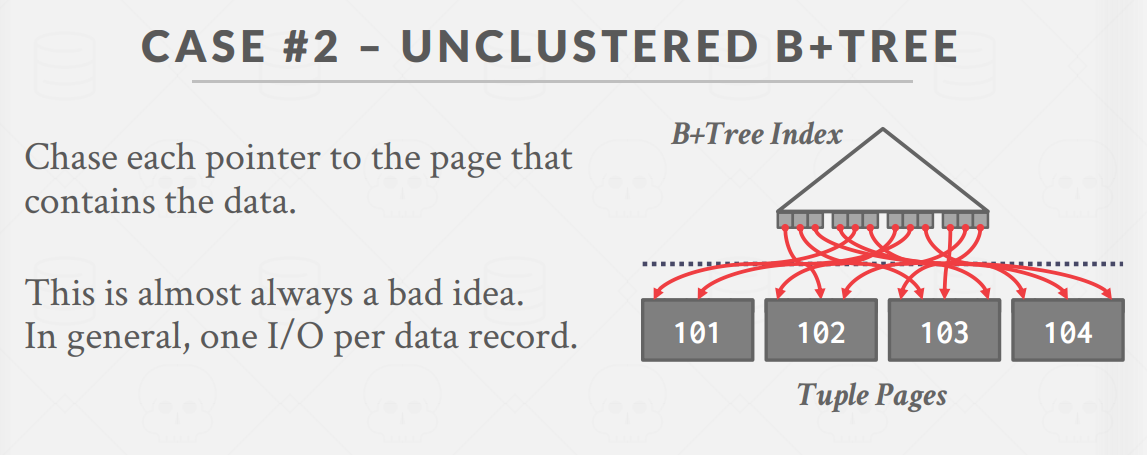 CASE #2 – UNCLUSTERED B+TREE
Chase each pointer to the page that
contains the data.
This is almost always a bad idea.
In general, one I/O per data record.
B+Tree Index
101 102 103 104
Tuple Pages